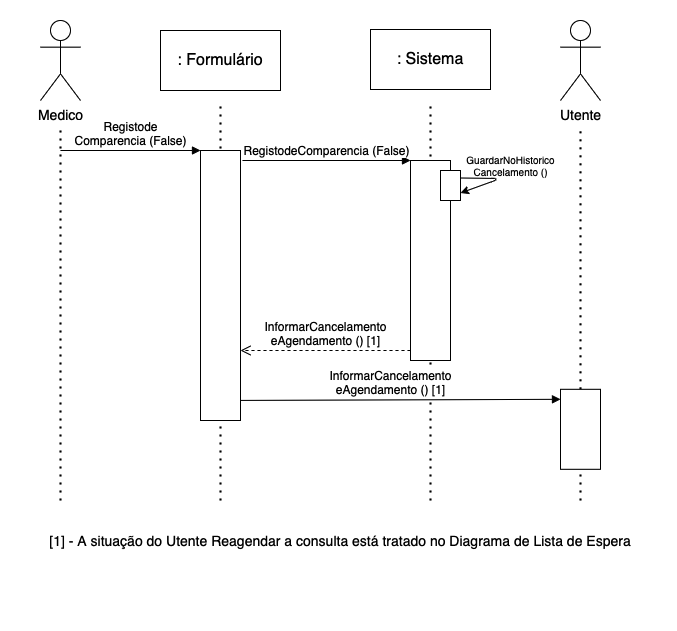 : Formulário
: Sistema
Medico
Utente
Registode
Comparencia (False)
RegistodeComparencia (False)
GuardarNoHistorico
Cancelamento ()
InformarCancelamento
eAgendamento () [1]
InformarCancelamento
eAgendamento () [1]
[1] - A situação do Utente Reagendar a consulta está tratado no Diagrama de Lista de Espera